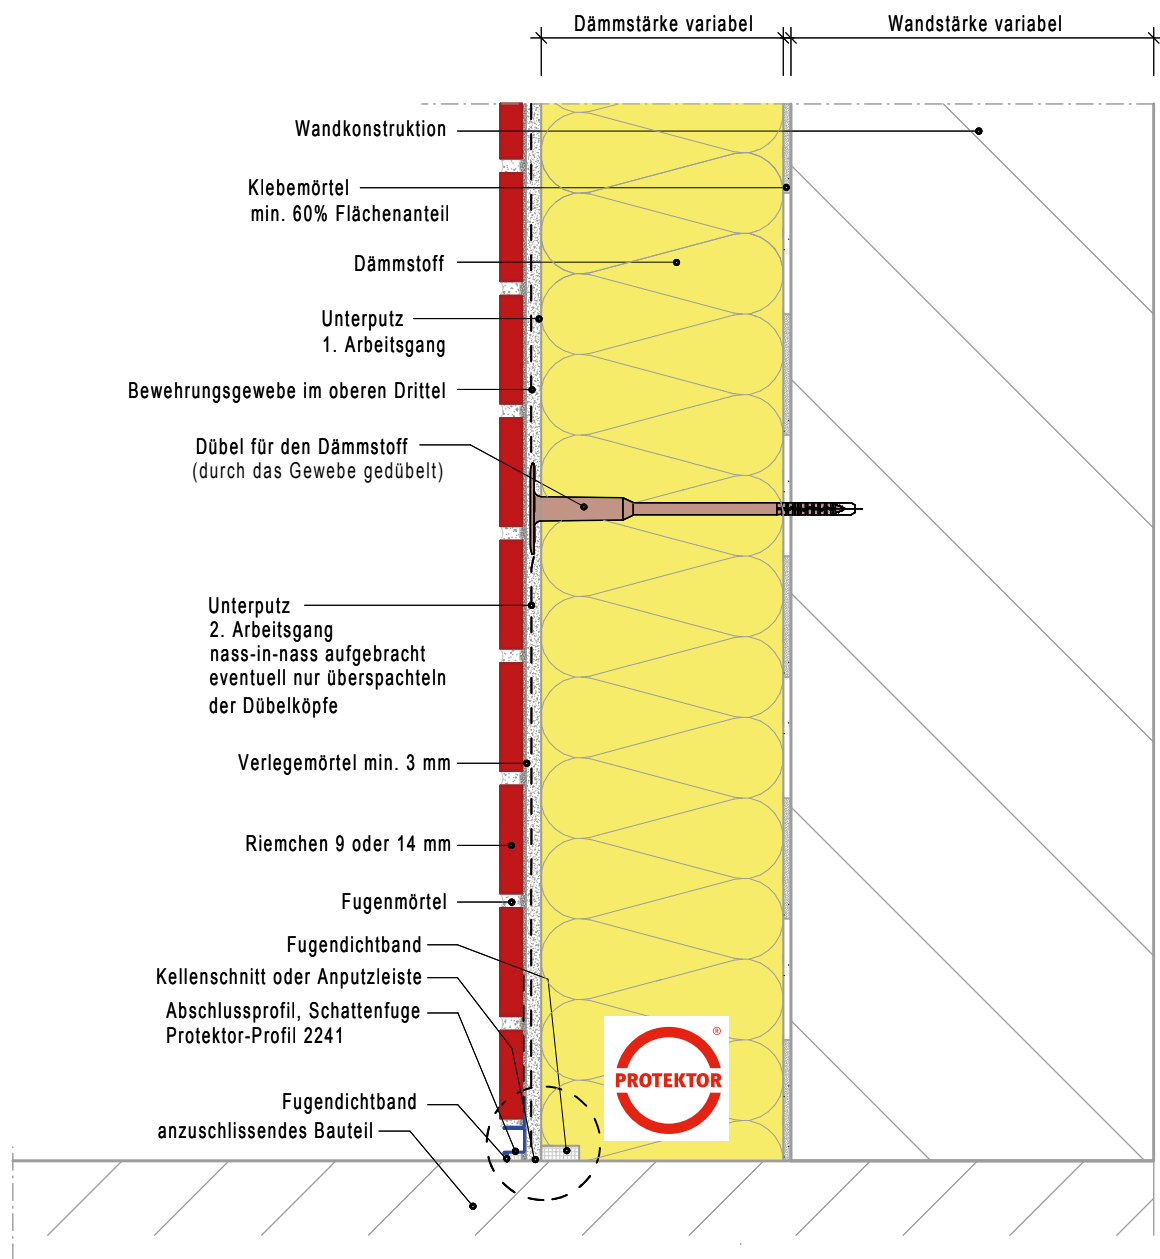 Dämmstärke variabel
Wandstärke variabel
Wandkonstruktion
Klebemörtel
min. 60% Flächenanteil
Dämmstoff
Unterputz
1. Arbeitsgang
Bewehrungsgewebe im oberen Drittel
Dübel für den Dämmstoff
(durch das Gewebe gedübelt)
Unterputz
2. Arbeitsgang
nass-in-nass aufgebracht
eventuell nur überspachteln
der Dübelköpfe
Verlegemörtel min. 3 mm
Riemchen 9 oder 14 mm
Fugenmörtel
Fugendichtband
Kellenschnitt oder Anputzleiste
Abschlussprofil, Schattenfuge
Protektor-Profil 2241
®
PROTEKTOR
Fugendichtband
anzuschlissendes Bauteil